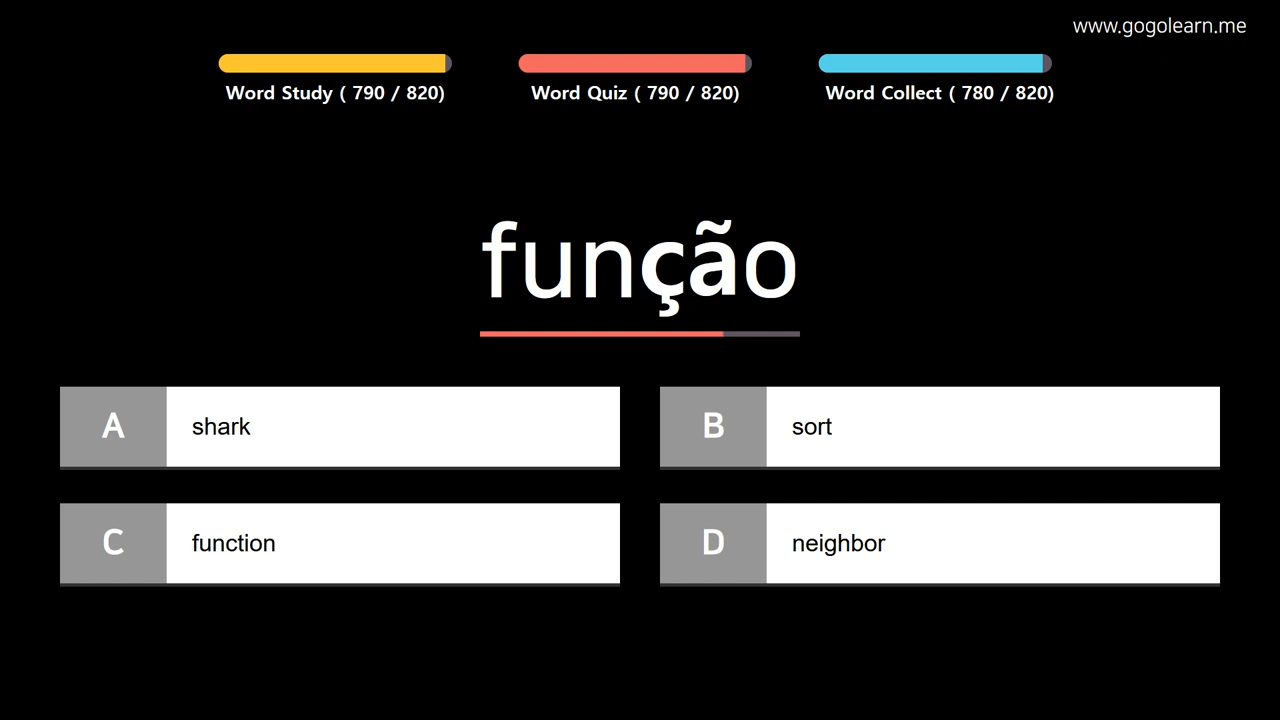 www.gogolearn.me
Word Study ( 790 / 820)
Word Quiz ( 790 / 820)
Word Collect ( 780 / 820)
função
A shark
B sort
C function
D neighbor